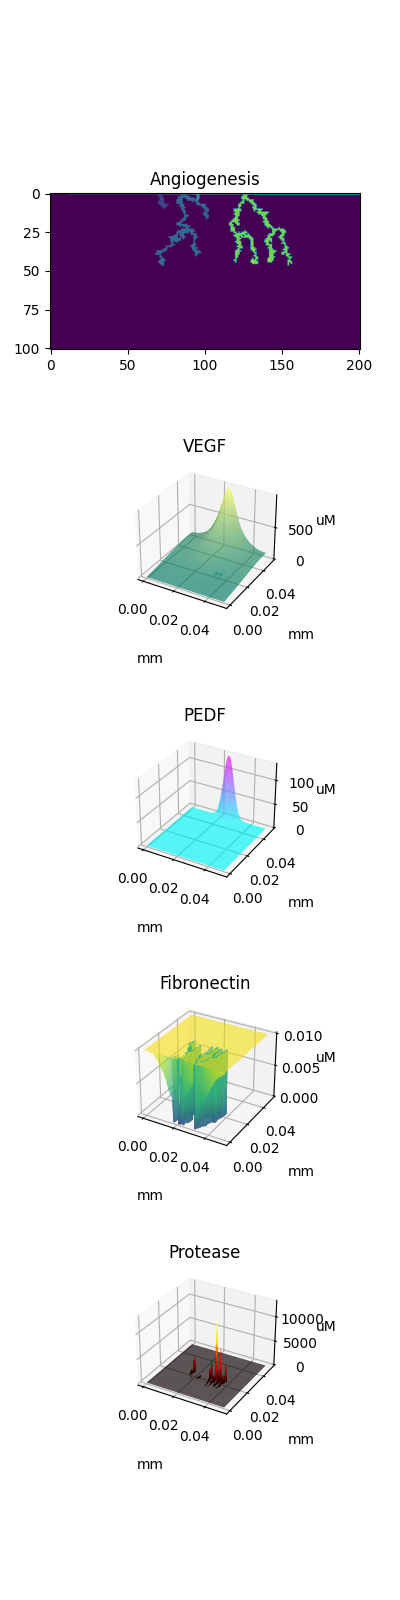 Angiogenesis
0
25
50
75
100
0 50 100 150 200
VEGF
500 uM
0
0.00 0.02 0.04
0.00 0.02 0.04
mm mm
PEDF
100 uM
50
0
0.00 0.02 0.04
0.00 0.02 0.04
mm mm
Fibronectin
0.010
uM
0.005
0.000
0.00 0.02 0.04
0.00 0.02 0.04
mm mm
Protease
10000 uM
5000
0
0.00 0.02 0.04
0.00 0.02 0.04
mm mm